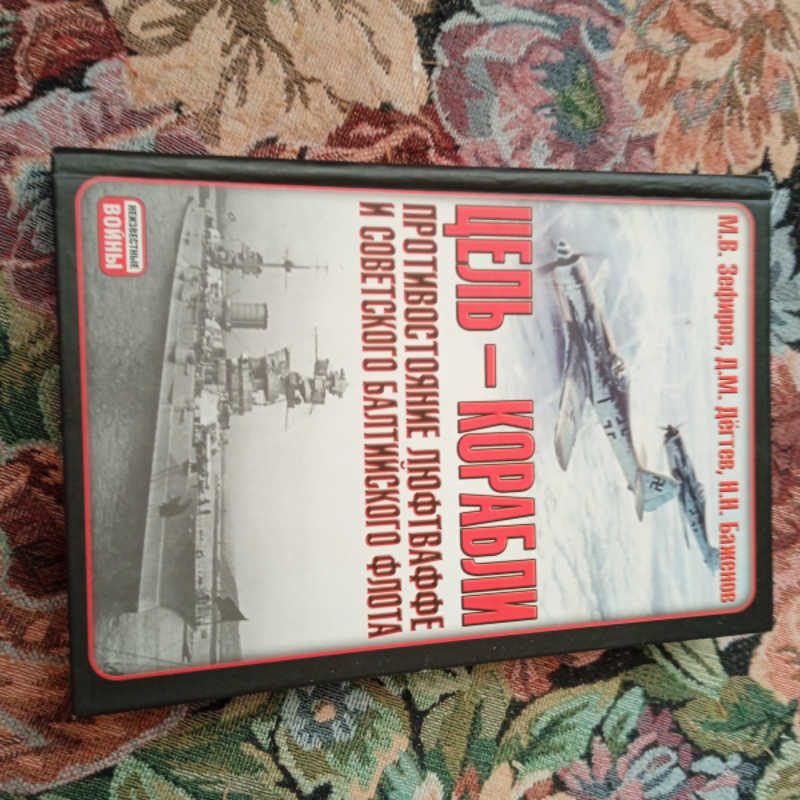 М.В. Зефиров, Д.М. Дёгтев, Н.Н. Баженов
ЦЕЛЬ – КОРАБЛИ
ПРОТИВОСТОЯНИЕ ЛЮФТВАФФЕ
И СОВЕТСКОГО БАЛТИЙСКОГО ФЛОТА
НЕИЗВЕСТНЫЕ
ВОЙНЫ